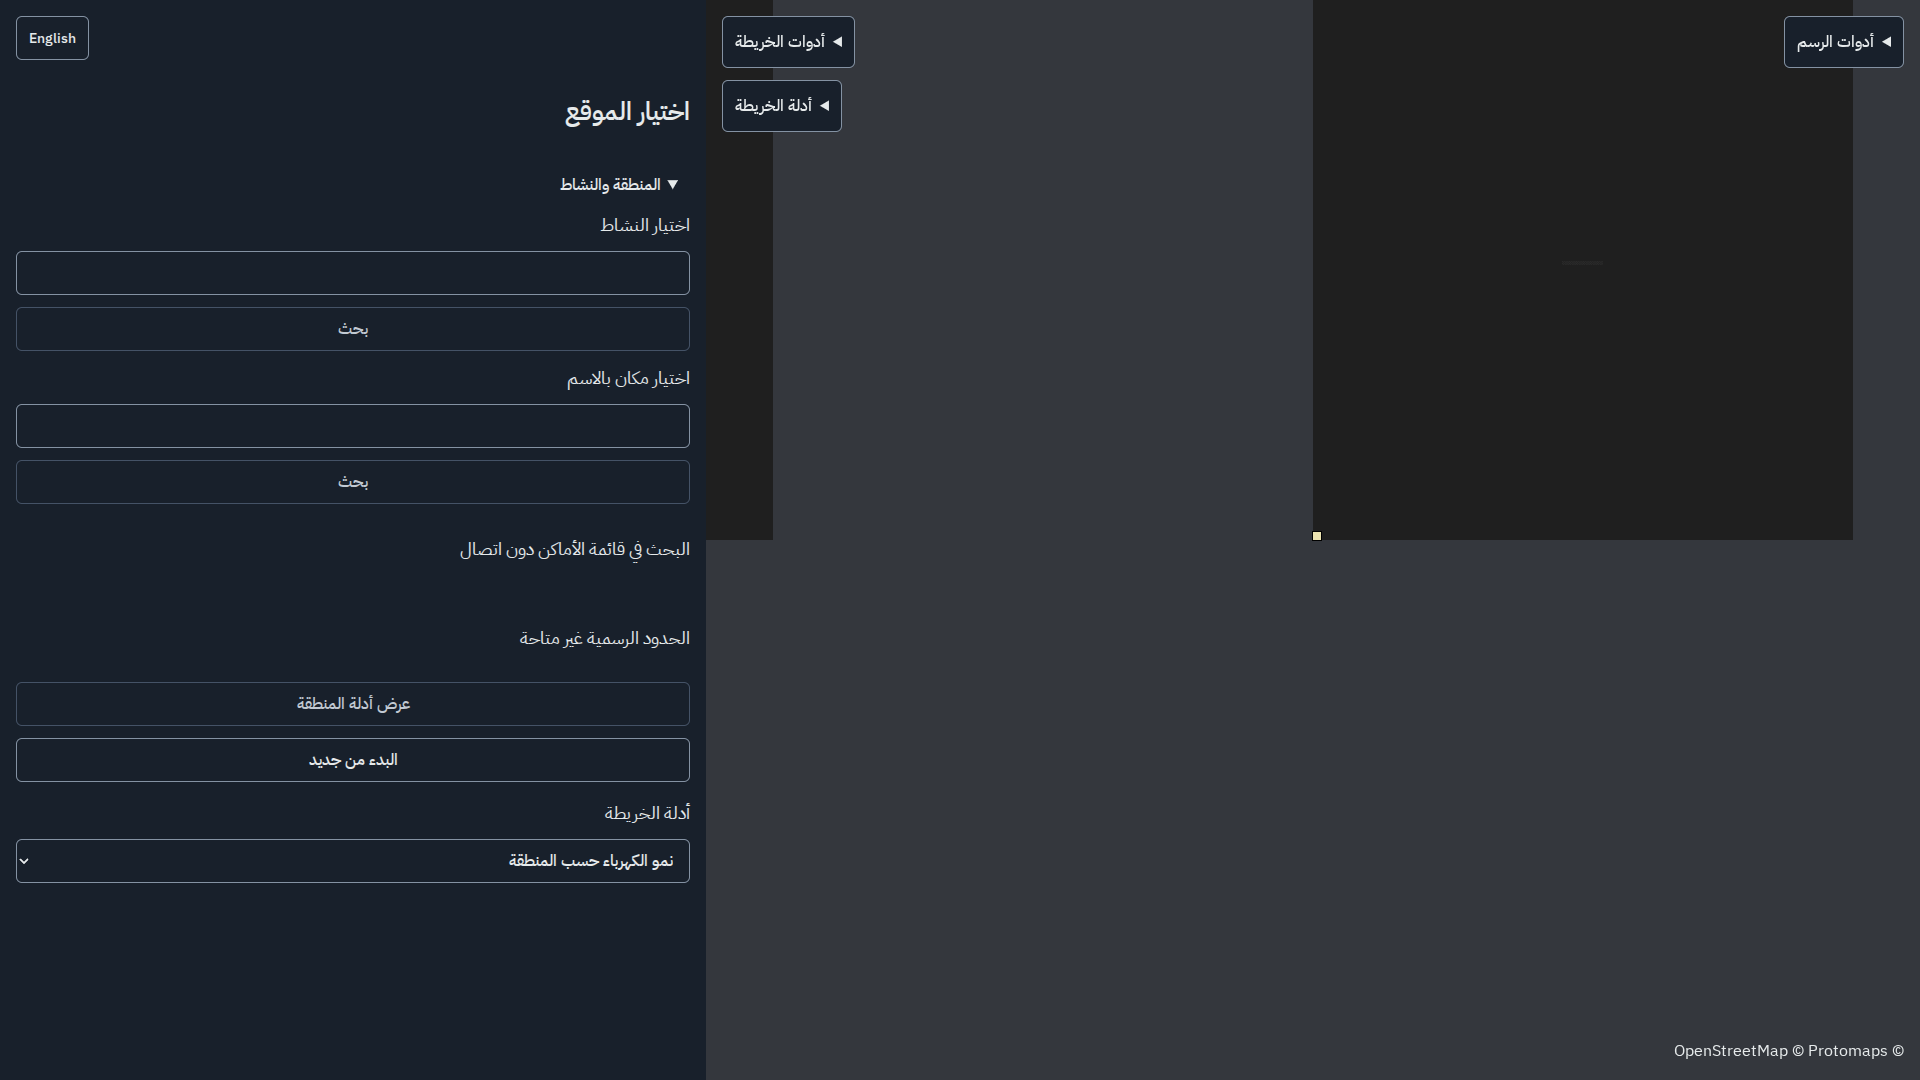 English
اختيار الموقع
المنطقة والنشاط
اختيار النشاط
بحث
اختيار مكان بالاسم
بحث
البحث في قائمة الأماكن دون اتصال
الحدود الرسمية غير متاحة
عرض أدلة المنطقة
البدء من جديد
أدلة الخريطة
نمو الكهرباء حسب المنطقة
أدوات الخريطة
أدلة الخريطة
أدوات الرسم
OpenStreetMap © Protomaps ©